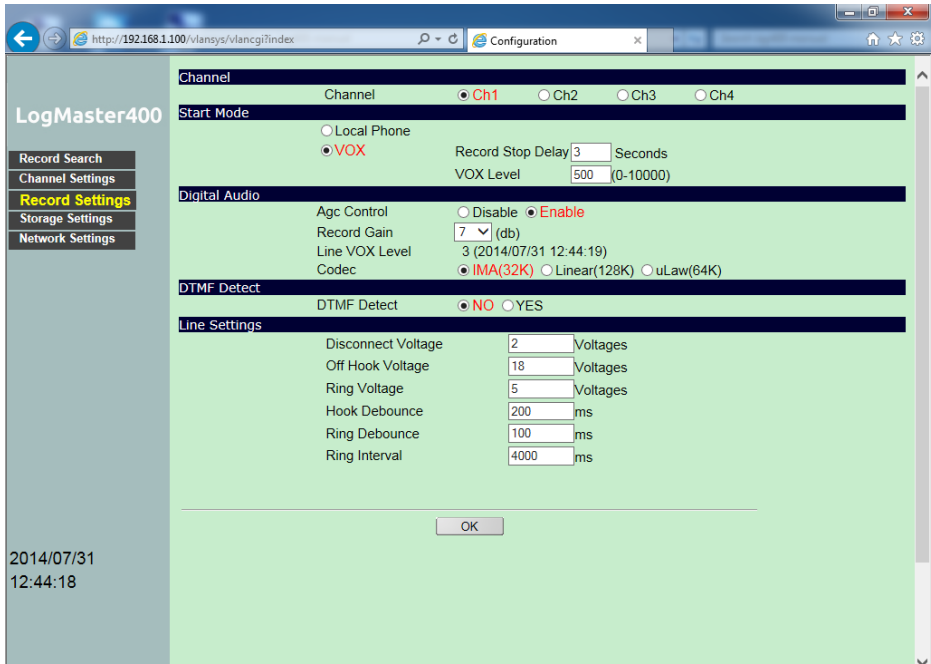 http://192.168.1.100/vlansys/vlancgi?index
Configuration
LogMaster400
Record Search
Channel Settings
Record Settings
Storage Settings
Network Settings
2014/07/31
12:44:18
Channel
Channel Ch1 Ch2 Ch3 Ch4
Start Mode
Local Phone
VOX Record Stop Delay 3 Seconds
VOX Level 500 (0-10000)
Digital Audio
Agc Control Disable Enable
Record Gain 7 (db)
Line VOX Level 3 (2014/07/31 12:44:19)
Codec IMA(32K) Linear(128K) uLaw(64K)
DTMF Detect
DTMF Detect NO YES
Line Settings
Disconnect Voltage 2 Voltages
Off Hook Voltage 18 Voltages
Ring Voltage 5 Voltages
Hook Debounce 200 ms
Ring Debounce 100 ms
Ring Interval 4000 ms
OK